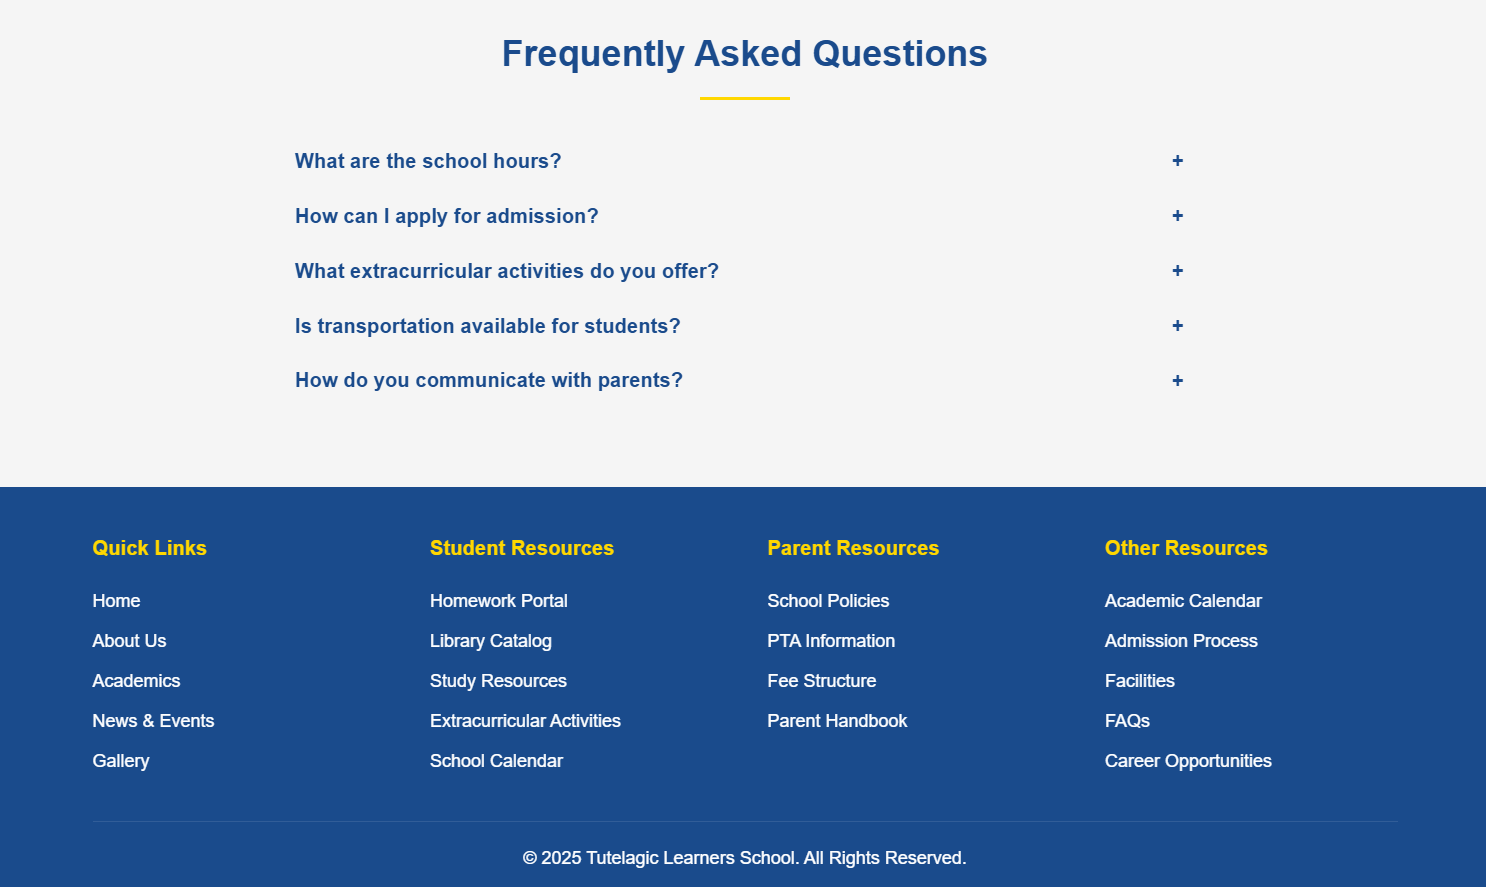 Frequently Asked Questions
What are the school hours? +
How can I apply for admission? +
What extracurricular activities do you offer? +
Is transportation available for students? +
How do you communicate with parents? +
Quick Links
Home
About Us
Academics
News & Events
Gallery
Student Resources
Homework Portal
Library Catalog
Study Resources
Extracurricular Activities
School Calendar
Parent Resources
School Policies
PTA Information
Fee Structure
Parent Handbook
Other Resources
Academic Calendar
Admission Process
Facilities
FAQs
Career Opportunities
© 2025 Tutelagic Learners School. All Rights Reserved.